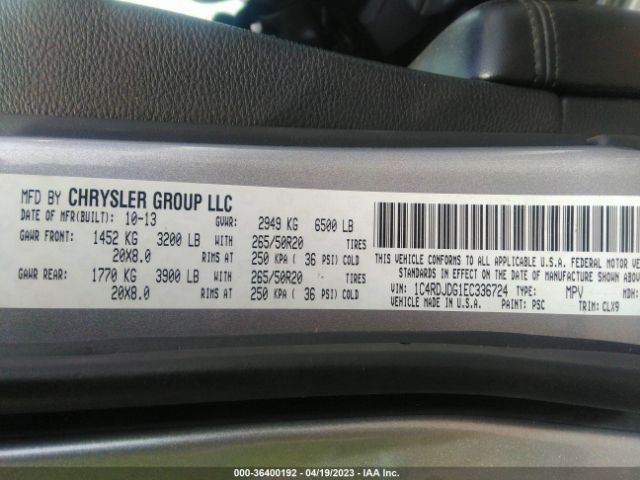 MFD BY CHRYSLER GROUP LLC
DATE OF MFR(BUILT): 10-13 GVWR: 2949 KG 6500 LB
GAWR FRONT: 1452 KG 3200 LB WITH 265/50R20 TIRES
20X8.0 RIMS AT 250 KPA ( 36 PSI) COLD
GAWR REAR: 1770 KG 3900 LB WITH 265/50R20 TIRES
20X8.0 RIMS AT 250 KPA ( 36 PSI) COLD
THIS VEHICLE CONFORMS TO ALL APPLICABLE U.S.A. FEDERAL MOTOR
STANDARDS IN EFFECT ON THE DATE OF MANUFACTURE
VIN: 1C4RDJDG1EC336724 TYPE: MPV MDH:
VEHICLE MADE IN U.S.A. PAINT: PSC TRIM: CLX9
000-36400192 - 04/19/2023 - IAA Inc.